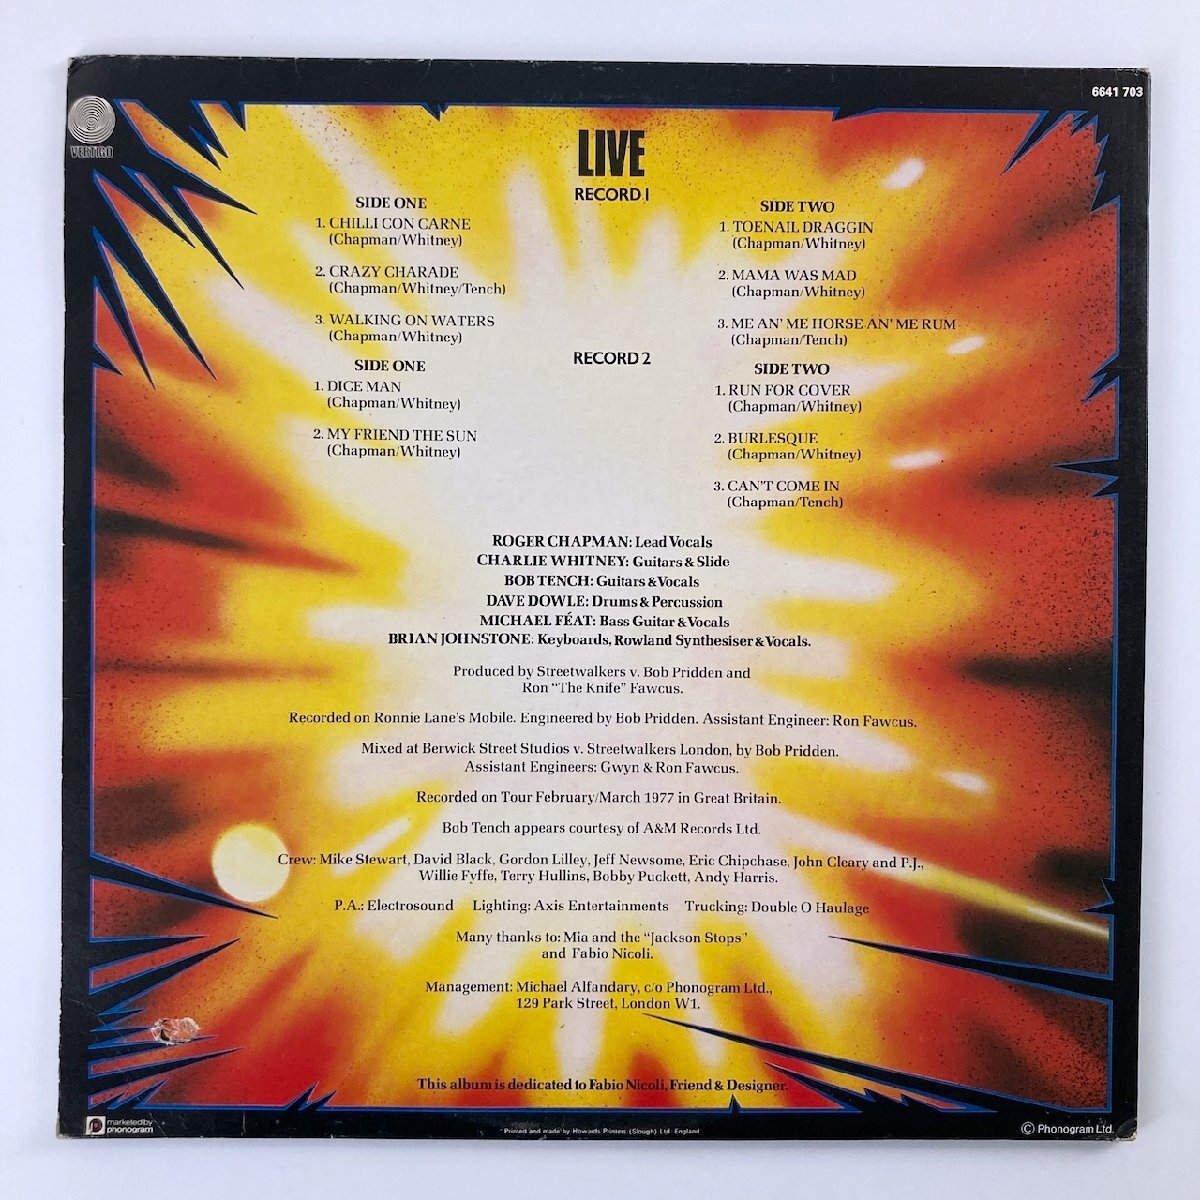 6641 703
VERTIGO
LIVE
RECORD 1
SIDE ONE
1. CHILLI CON CARNE
(Chapman/Whitney)
2. CRAZY CHARADE
(Chapman/Whitney/Tench)
3. WALKING ON WATERS
(Chapman/Whitney)
SIDE TWO
1. TOENAIL DRAGGIN
(Chapman/Whitney)
2. MAMA WAS MAD
(Chapman/Whitney)
3. ME AN' ME HORSE AN' ME RUM
(Chapman/Tench)
RECORD 2
SIDE ONE
1. DICE MAN
(Chapman/Whitney)
2. MY FRIEND THE SUN
(Chapman/Whitney)
SIDE TWO
1. RUN FOR COVER
(Chapman/Whitney)
2. BURLESQUE
(Chapman/Whitney)
3. CAN'T COME IN
(Chapman/Tench)
ROGER CHAPMAN: Lead Vocals
CHARLIE WHITNEY: Guitars & Slide
BOB TENCH: Guitars & Vocals
DAVE DOWLE: Drums & Percussion
MICHAEL FÉAT: Bass Guitar & Vocals
BRIAN JOHNSTONE: Keyboards, Rowland Synthesiser & Vocals.
Produced by Streetwalkers v. Bob Pridden and
Ron "The Knife" Fawcus.
Recorded on Ronnie Lane's Mobile. Engineered by Bob Pridden. Assistant Engineer: Ron Fawcus.
Mixed at Berwick Street Studios v. Streetwalkers London, by Bob Pridden.
Assistant Engineers: Gwyn & Ron Fawcus.
Recorded on Tour February/March 1977 in Great Britain.
Bob Tench appears courtesy of A&M Records Ltd.
Crew: Mike Stewart, David Black, Gordon Lilley, Jeff Newsome, Eric Chipchase, John Cleary and P.J.,
Willie Fyffe, Terry Hullins, Bobby Puckett, Andy Harris.
P.A.: Electrosound Lighting: Axis Entertainments Trucking: Double O Haulage
Many thanks to: Mia and the "Jackson Stops"
and Fabio Nicoli.
Management: Michael Alfandary, c/o Phonogram Ltd.,
129 Park Street, London W1.
This album is dedicated to Fabio Nicoli, Friend & Designer.
marketed by
phonogram
Printed and made by Howards Printers (Slough) Ltd. England
© Phonogram Ltd.